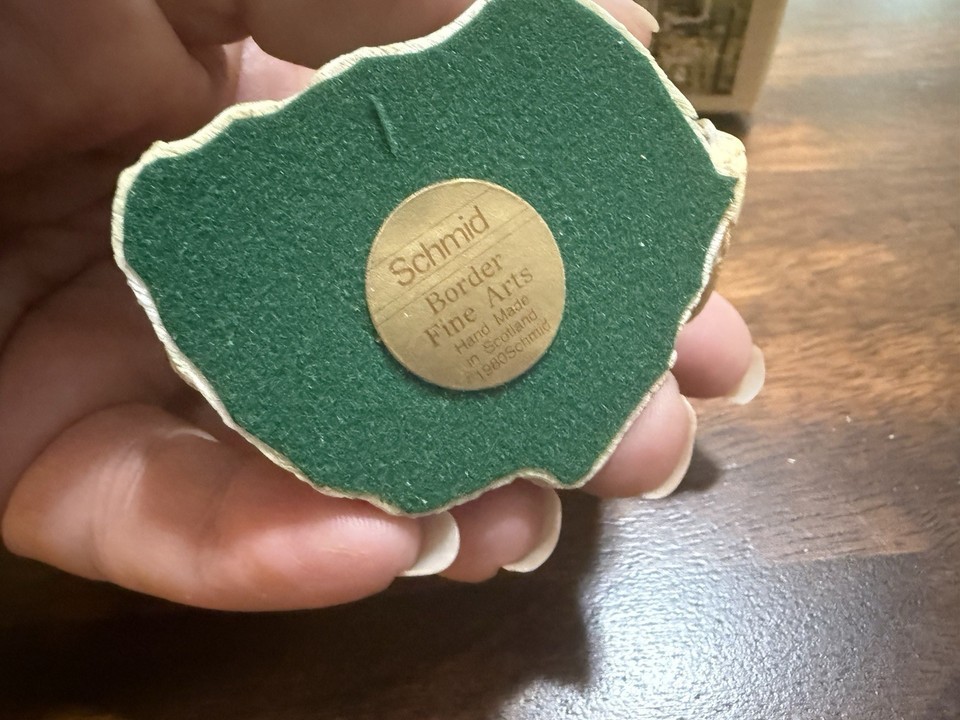 Schmid
Border
Fine Arts
Hand Made
in Scotland
©1980Schmid